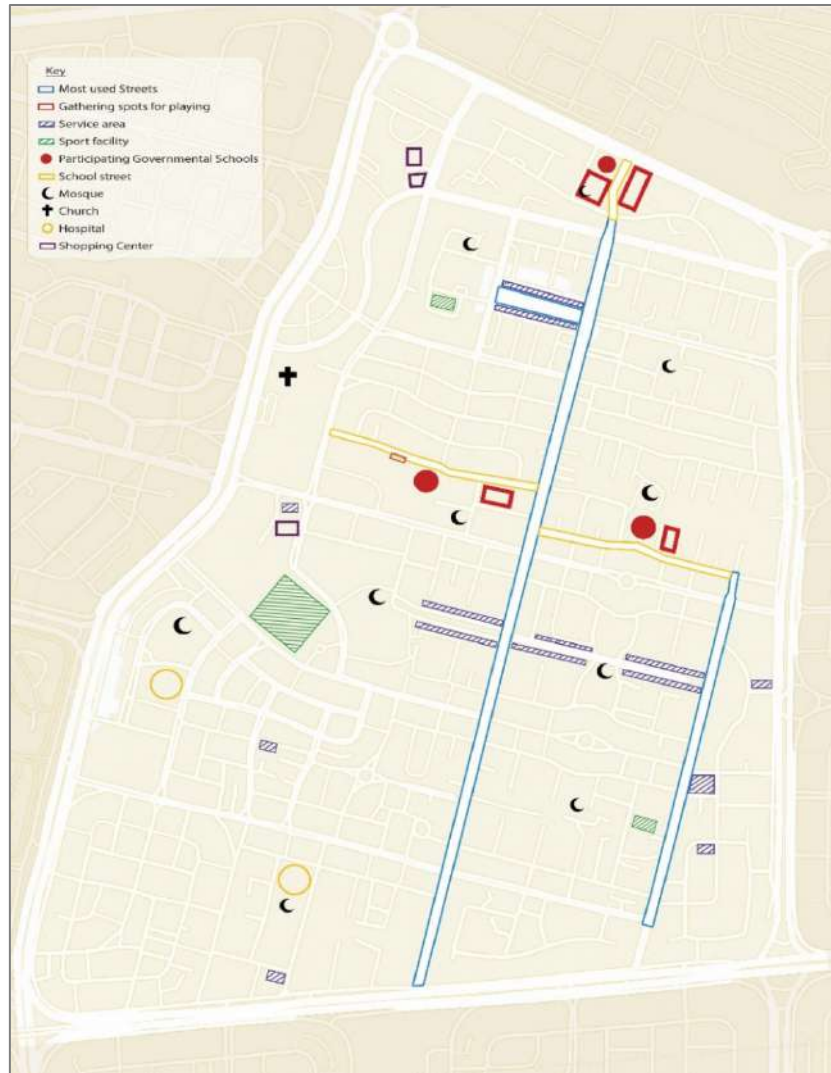 Key
Most used Streets
Gathering spots for playing
Service area
Sport facility
Participating Governmental Schools
School street
Mosque
Church
Hospital
Shopping Center